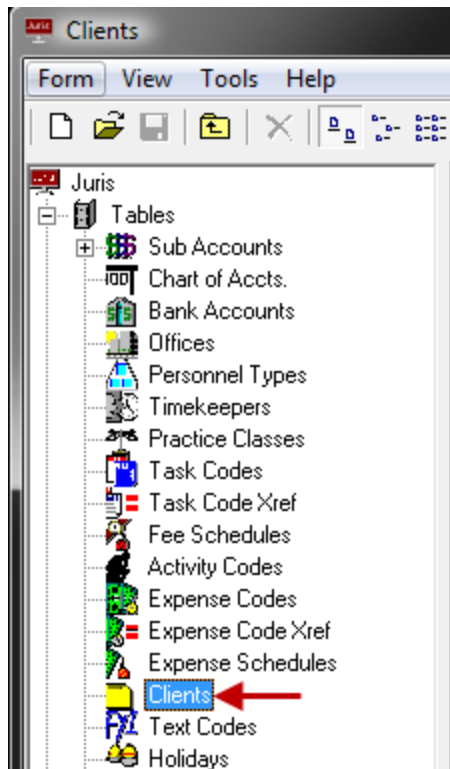 Clients
Form View Tools Help
Juris
Tables
Sub Accounts
Chart of Accts.
Bank Accounts
Offices
Personnel Types
Timekeepers
Practice Classes
Task Codes
Task Code Xref
Fee Schedules
Activity Codes
Expense Codes
Expense Code Xref
Expense Schedules
Clients
Text Codes
Holidays